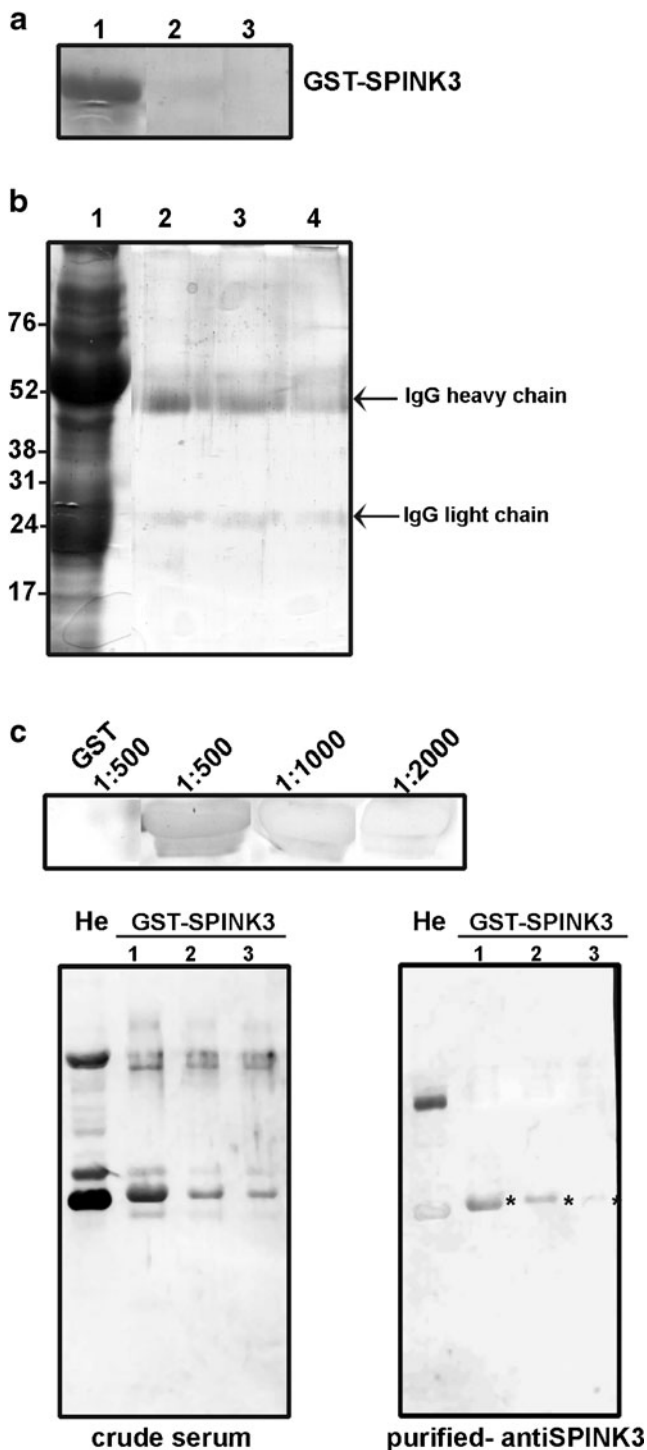 a
1 2 3
GST-SPINK3
b
1 2 3 4
76-
52-
IgG heavy chain
38-
31-
24-
IgG light chain
17-
c
GST 1:500 1:500 1:1000 1:2000
He GST-SPINK3
1 2 3
crude serum
He GST-SPINK3
1 2 3
* * *
purified- antiSPINK3